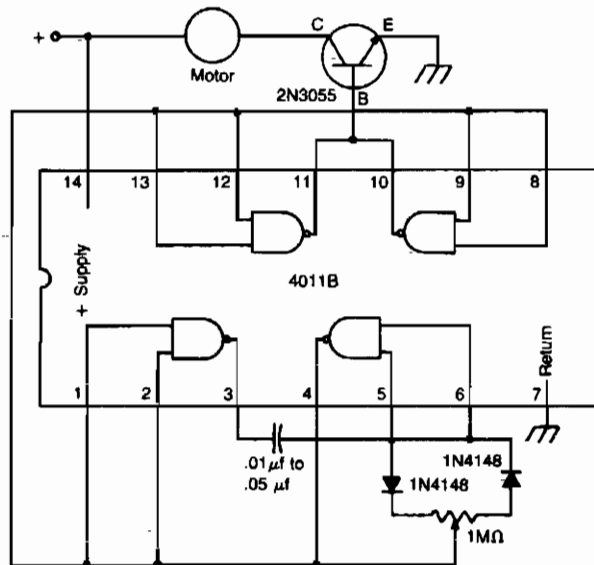 +
C
E
Motor
2N3055
B
14
13
12
11
10
9
8
+ Supply
4011B
Return
1
2
3
4
5
6
7
.01 µf to
.05 µf
1N4148
1N4148
1MΩ